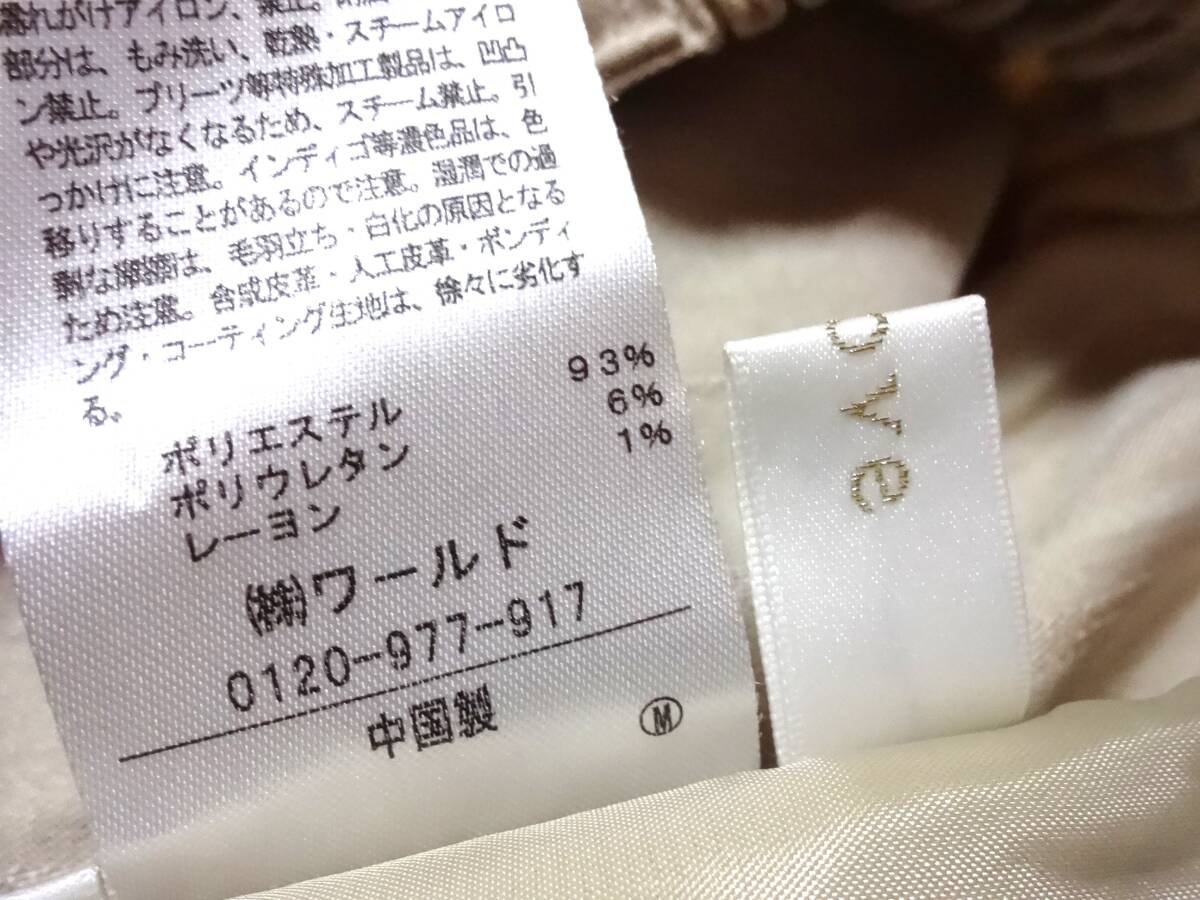 濡れがけアイロン、禁止。
部分は、もみ洗い、乾熱・スチームアイロ
ン禁止。プリーツ等特殊加工製品は、凹凸
や光沢がなくなるため、スチーム禁止。引
っかけに注意。インディゴ等濃色品は、色
移りすることがあるので注意。湿潤での過
剰な摩擦は、毛羽立ち・白化の原因となる
ため注意。合成皮革・人工皮革・ボンディ
ング・コーティング生地は、徐々に劣化す
る。
ポリエステル 93%
ポリウレタン 6%
レーヨン 1%
㈱ワールド
0120-977-917
中国製 Ⓜ
ove